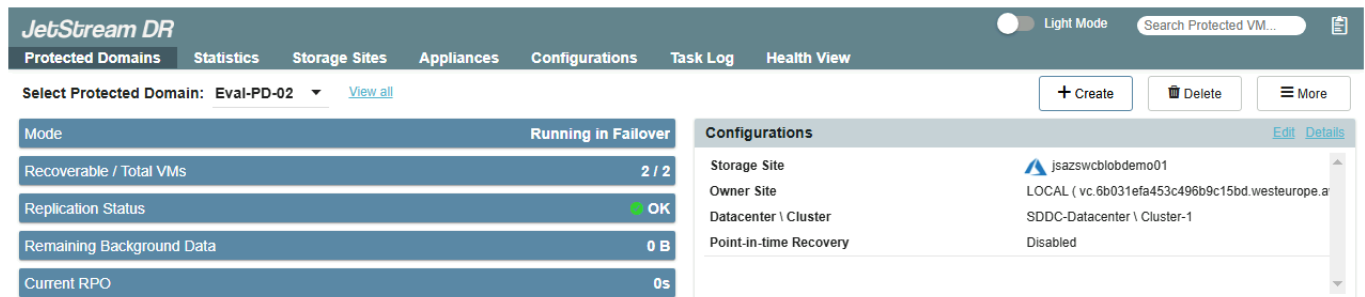 JetStream DR
Light Mode
Search Protected VM...
Protected Domains Statistics Storage Sites Appliances Configurations Task Log Health View
Select Protected Domain: Eval-PD-02 View all
+ Create Delete More
Mode Running in Failover
Recoverable / Total VMs 2 / 2
Replication Status OK
Remaining Background Data 0 B
Current RPO 0s
Configurations Edit Details
Storage Site jsazswcblobdemo01
Owner Site LOCAL ( vc.6b031efa453c496b9c15bd.westeurope.a
Datacenter \ Cluster SDDC-Datacenter \ Cluster-1
Point-in-time Recovery Disabled